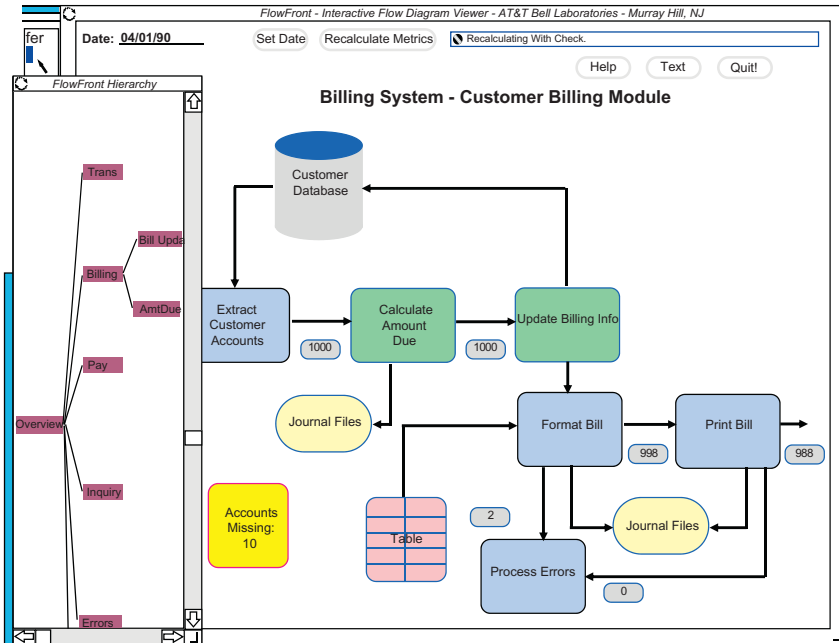 FlowFront - Interactive Flow Diagram Viewer - AT&T Bell Laboratories - Murray Hill, NJ
fer
Date: 04/01/90
Set Date
Recalculate Metrics
Recalculating With Check.
Help
Text
Quit!
FlowFront Hierarchy
Billing System - Customer Billing Module
Trans
Bill Upda
Billing
AmtDue
Pay
Overview
Inquiry
Errors
Customer
Database
Extract
Customer
Accounts
1000
Calculate
Amount
Due
1000
Update Billing Info
Journal Files
Format Bill
998
Print Bill
988
Accounts
Missing:
10
Table
2
Journal Files
Process Errors
0